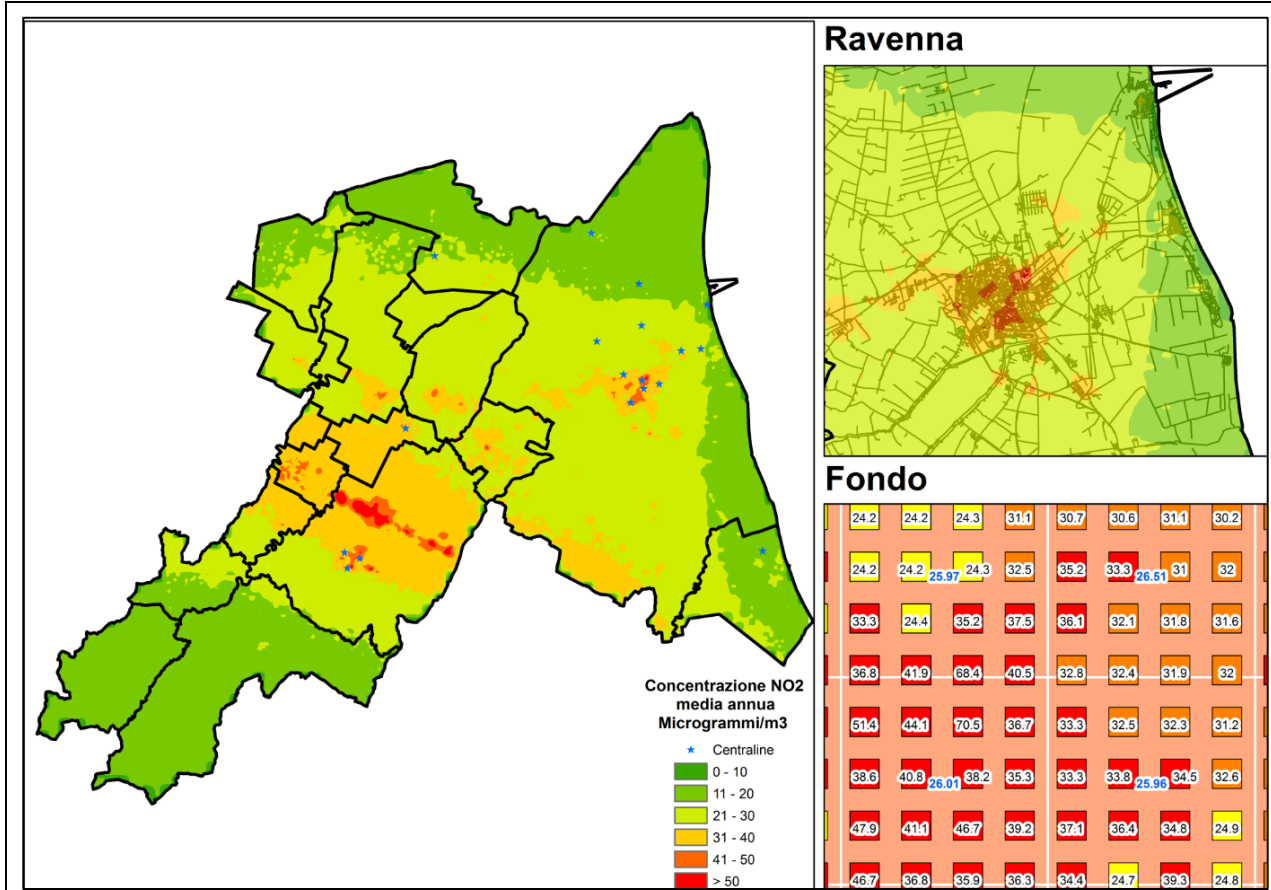 Ravenna
Concentrazione NO2
media annua
Microgrammi/m3
Centraline
0 - 10
11 - 20
21 - 30
31 - 40
41 - 50
> 50
Fondo
24.2 24.2 24.3 31.1 30.7 30.6 31.1 30.2
24.2 24.2 24.3 32.5 35.2 33.3 31 32
25.97 26.51
33.3 24.4 35.2 37.5 36.1 32.1 31.8 31.6
36.8 41.9 68.4 40.5 32.8 32.4 31.9 32
51.4 44.1 70.5 36.7 33.3 32.5 32.3 31.2
38.6 40.8 38.2 35.3 33.3 33.8 34.5 32.6
26.01 25.96
47.9 41.1 46.7 39.2 37.1 36.4 34.8 24.9
46.7 36.8 35.9 36.3 34.4 24.7 39.3 24.8